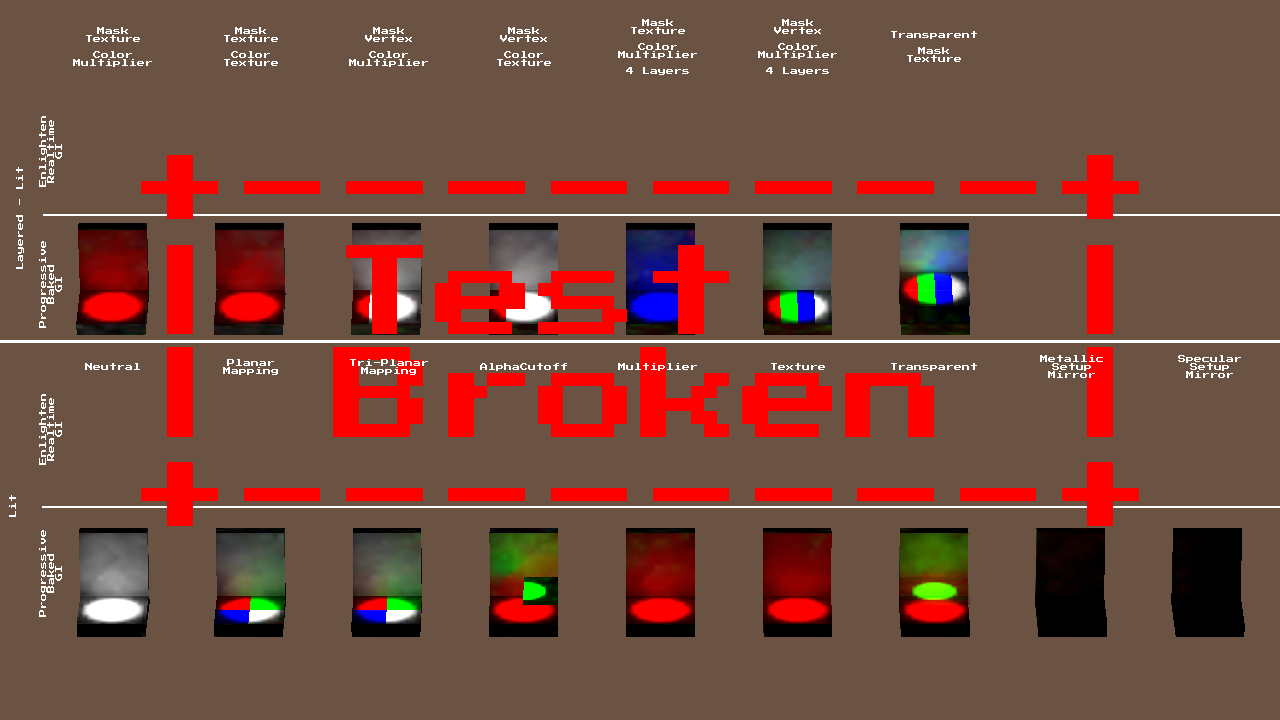 Mask Texture
Color Multiplier
Mask Texture
Color Texture
Mask Vertex
Color Multiplier
Mask Vertex
Color Texture
Mask Texture
Color Multiplier
4 Layers
Mask Vertex
Color Multiplier
4 Layers
Transparent
Mask Texture
Layered - Lit
Enlighten Realtime GI
Progressive Baked GI
Test
Broken
Neutral
Planar Mapping
Tri-Planar Mapping
AlphaCutoff
Multiplier
Texture
Transparent
Metallic Setup Mirror
Specular Setup Mirror
Lit
Enlighten Realtime GI
Progressive Baked GI